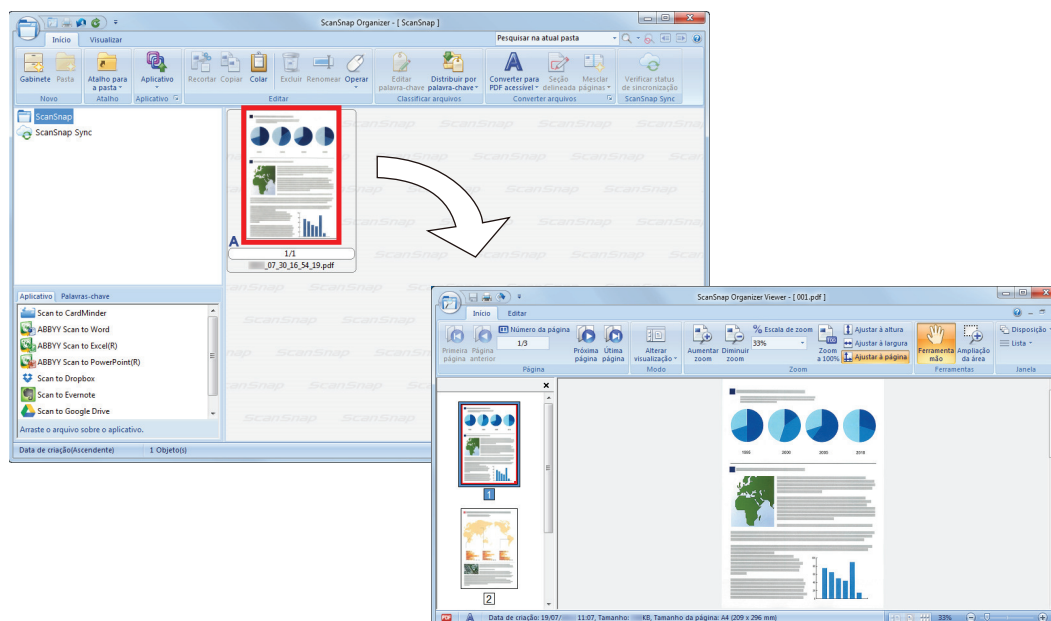 ScanSnap Organizer - [ ScanSnap ]
Início Visualizar
Pesquisar na atual pasta
Gabinete Pasta
Atalho para
a pasta
Aplicativo
Recortar Copiar Colar Excluir Renomear Operar
Editar
palavra-chave
Distribuir por
palavra-chave
Converter para
PDF acessível
Seção
delineada
Mesclar
páginas
Verificar status
de sincronização
Novo Atalho Aplicativo Editar Classificar arquivos Converter arquivos ScanSnap Sync
ScanSnap
ScanSnap Sync
A
1/1
_07_30_16_54_19.pdf
Aplicativo Palavras-chave
Scan to CardMinder
ABBYY Scan to Word
ABBYY Scan to Excel(R)
ABBYY Scan to PowerPoint(R)
Scan to Dropbox
Scan to Evernote
Scan to Google Drive
Arraste o arquivo sobre o aplicativo.
Data de criação(Ascendente) 1 Objeto(s)
ScanSnap Organizer Viewer - [ 001.pdf ]
Início Editar
Primeira
página
Página
anterior
Número da página
1/3
Próxima
página
Útima
página
Alterar
visualização
Aumentar
zoom
Diminuir
zoom
% Escala de zoom
33%
Zoom
a 100%
Ajustar à altura
Ajustar à largura
Ajustar à página
Ferramenta
mão
Ampliação
da área
Disposição
Lista
Página Modo Zoom Ferramentas Janela
1
2
1995 2000 2005 2010
PDF A Data de criação: 19/07/ 11:07, Tamanho: KB, Tamanho da página: A4 (209 x 296 mm)
33%